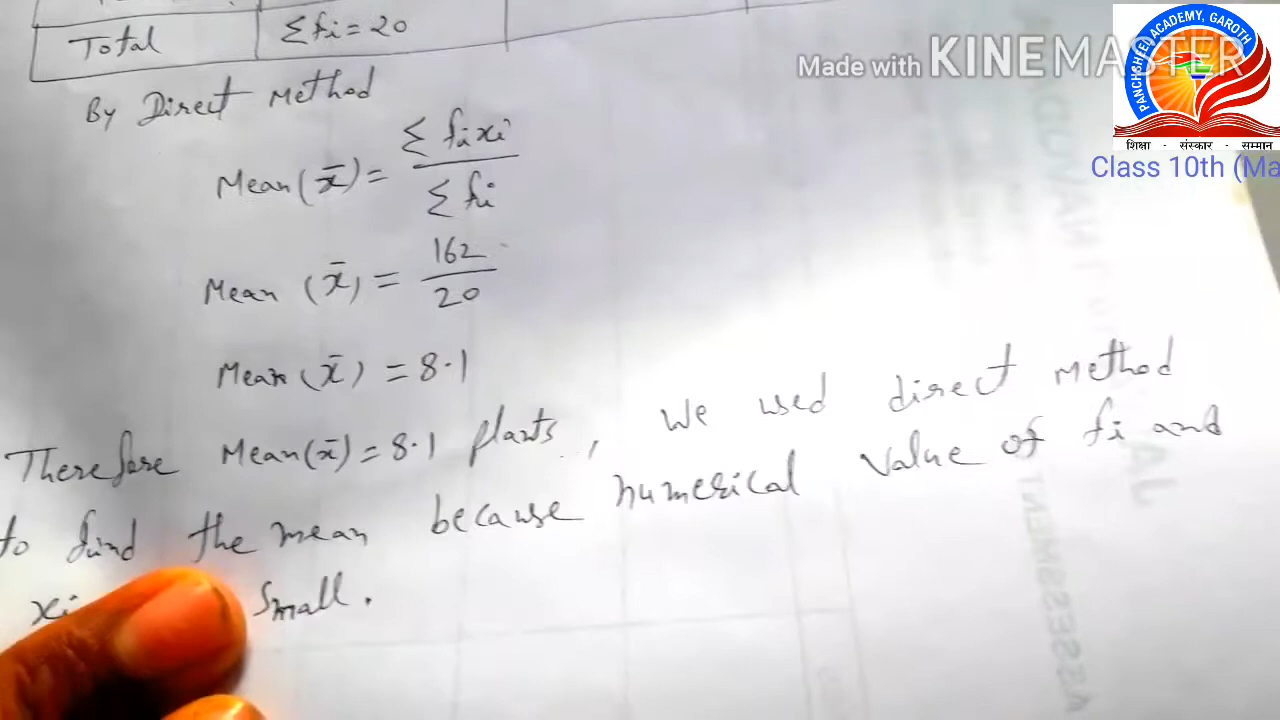 Total Σfi = 20
By Direct Method
Mean (x̄) = Σ fixi / Σ fi
Mean (x̄) = 162 / 20
Mean (x̄) = 8.1
Therefore Mean (x̄) = 8.1 plants, We used direct Method
to find the mean because numerical value of fi and
xi small.
Made with KINEMASTER
PANCHSHEEL ACADEMY, GAROTH
शिक्षा - संस्कार - सम्मान
Class 10th (Ma